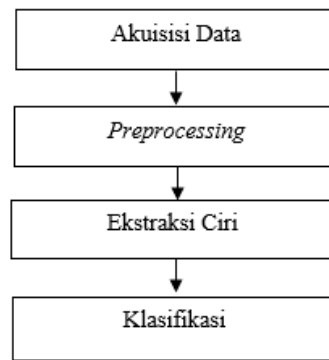 Akuisisi Data
Preprocessing
Ekstraksi Ciri
Klasifikasi